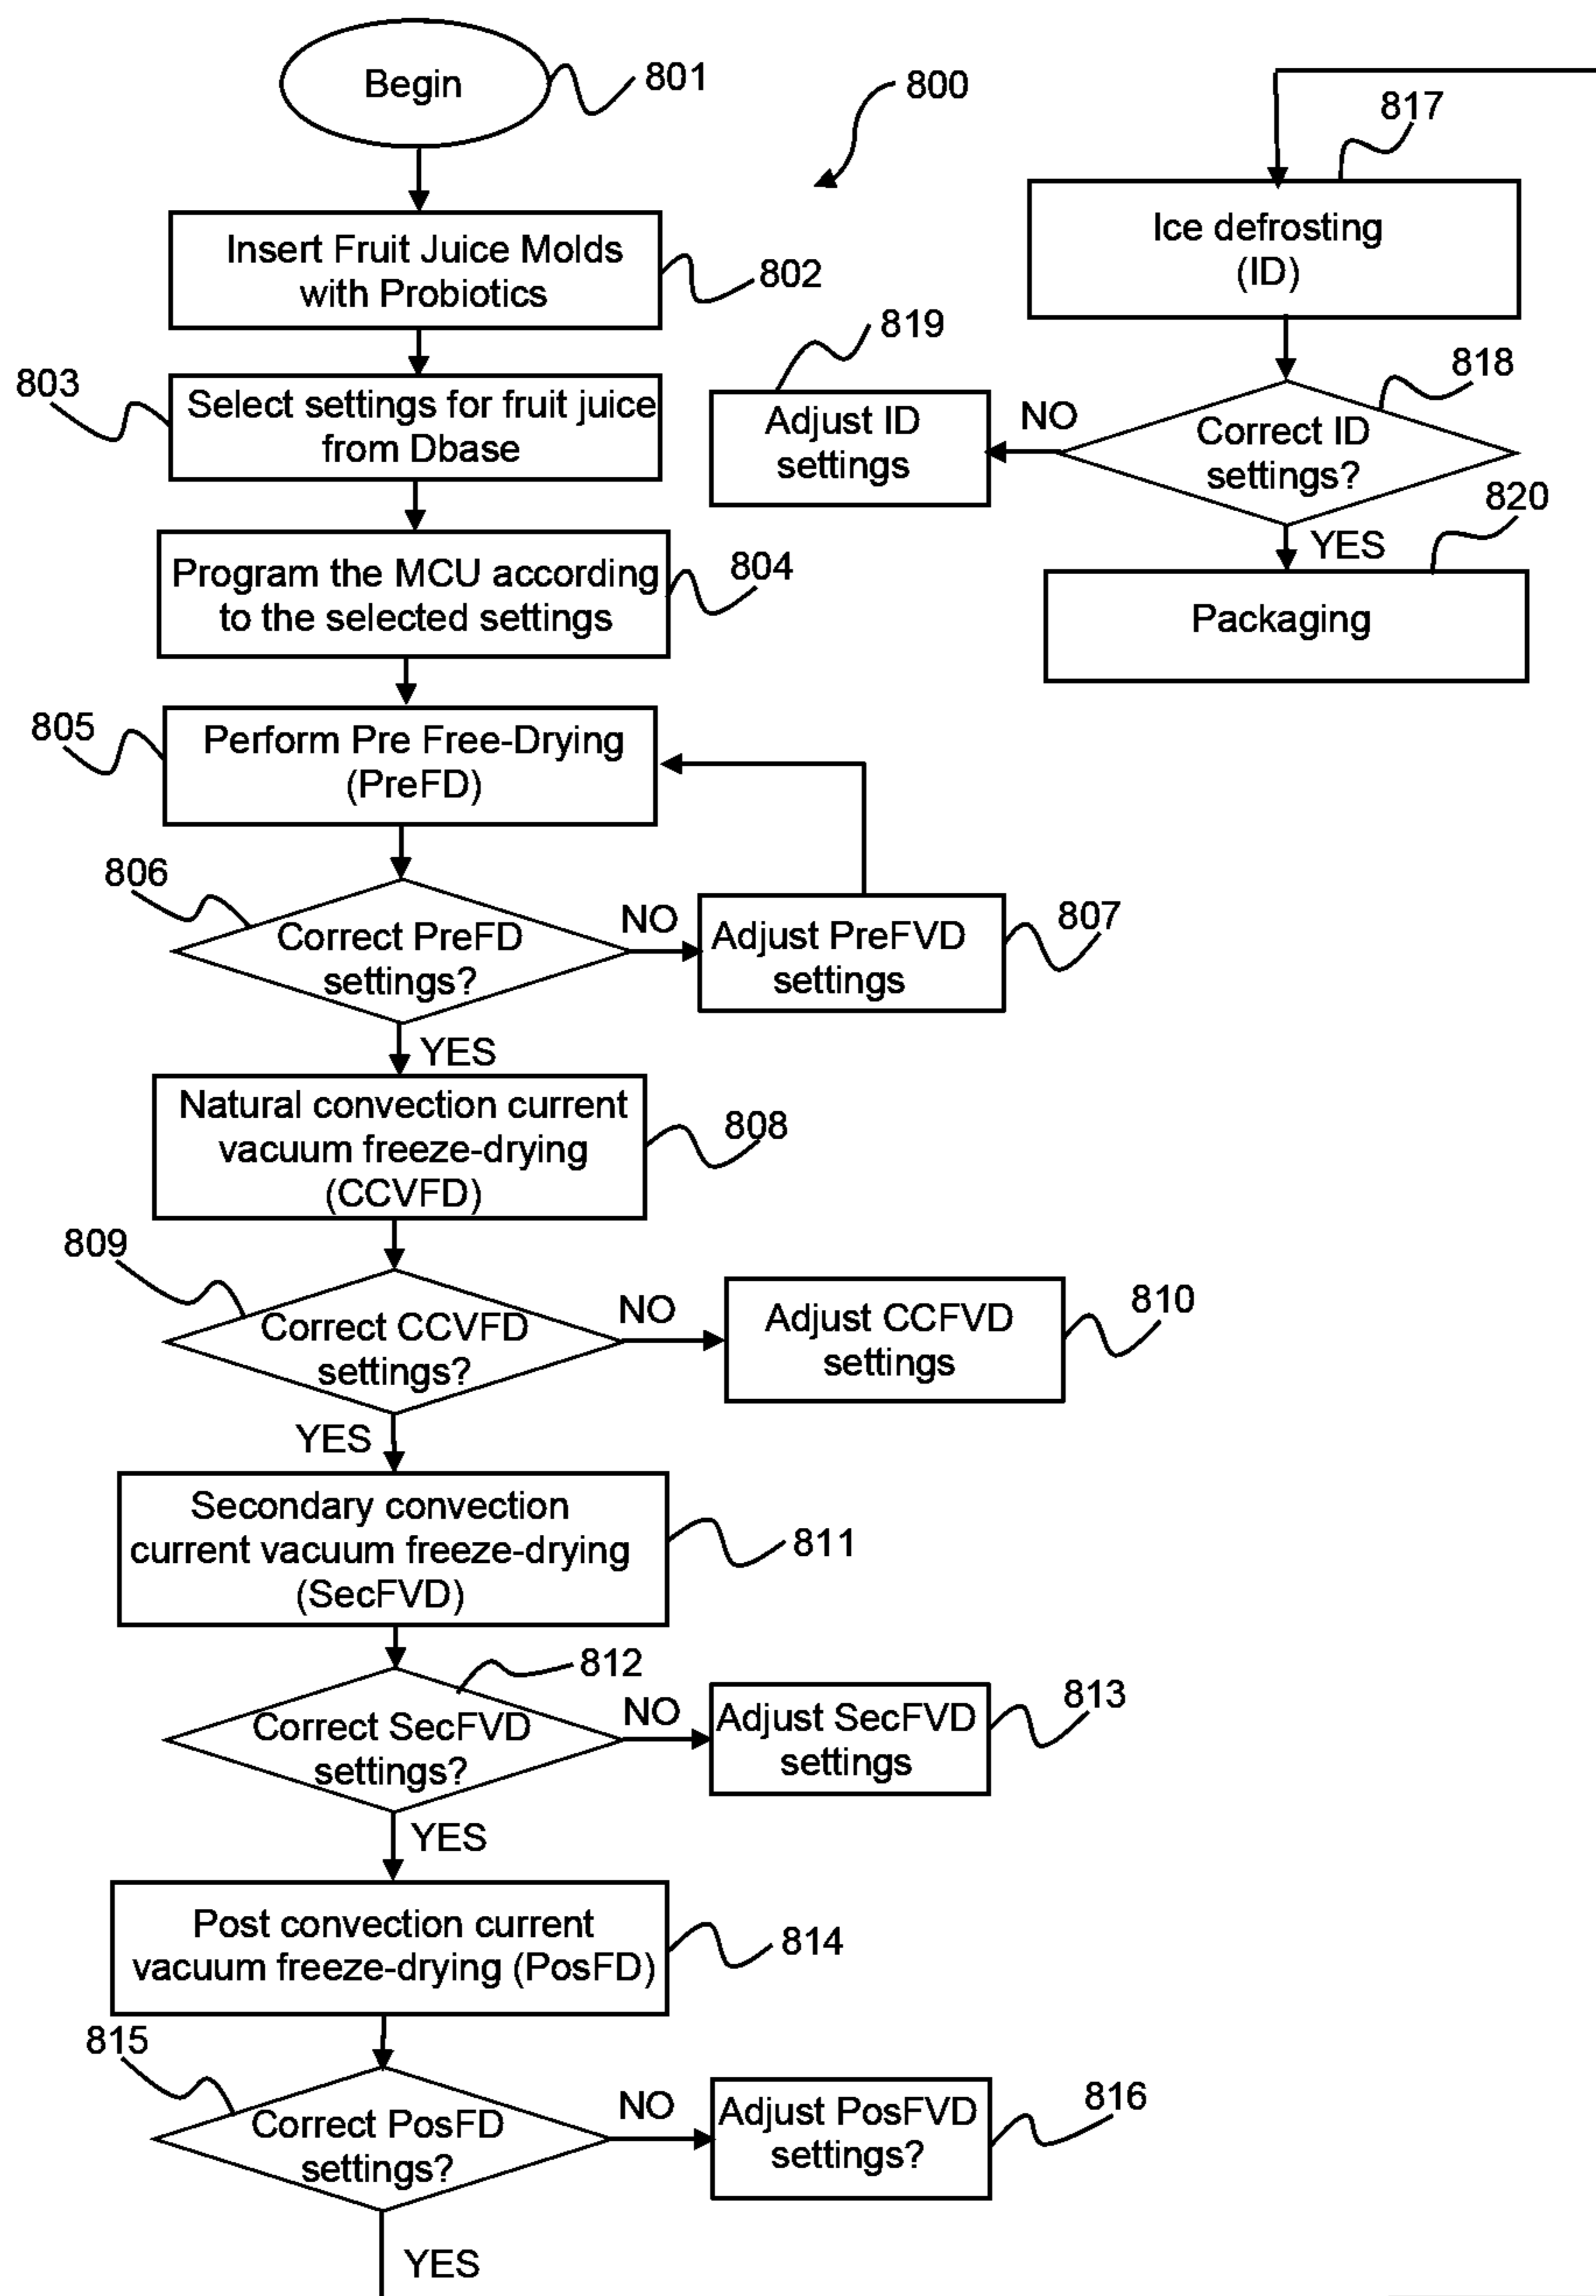 Begin
801
800
Insert Fruit Juice Molds
with Probiotics
802
803
Select settings for fruit juice
from Dbase
Program the MCU according
to the selected settings
804
805
Perform Pre Free-Drying
(PreFD)
806
Correct PreFD
settings?
NO
Adjust PreFVD
settings
807
YES
Natural convection current
vacuum freeze-drying
(CCVFD)
808
809
Correct CCVFD
settings?
NO
Adjust CCFVD
settings
810
YES
Secondary convection
current vacuum freeze-drying
(SecFVD)
811
812
Correct SecFVD
settings?
NO
Adjust SecFVD
settings
813
YES
Post convection current
vacuum freeze-drying (PosFD)
814
815
Correct PosFD
settings?
NO
Adjust PosFVD
settings?
816
YES
817
Ice defrosting
(ID)
818
Correct ID
settings?
NO
819
Adjust ID
settings
YES
820
Packaging